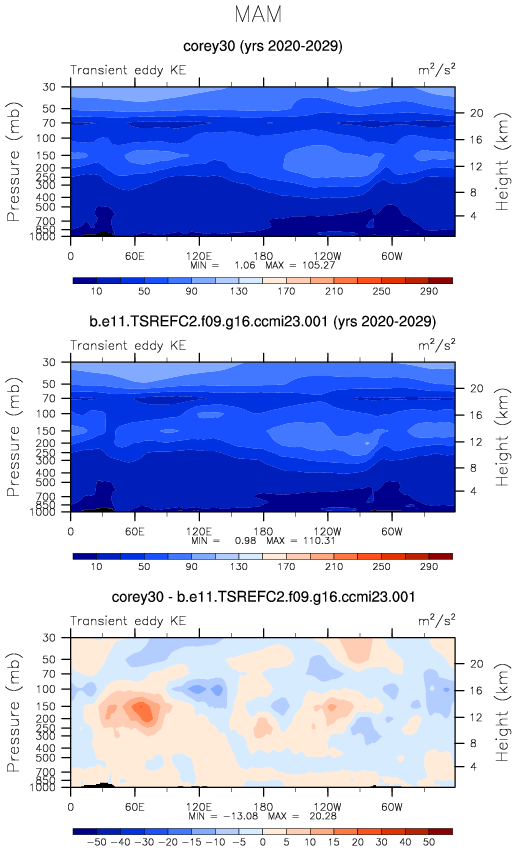 MAM
corey30 (yrs 2020-2029)
Transient eddy KE m²/s²
30
50
70
100
150
200
250
300
400
500
700
850
1000
Pressure (mb)
20
16
12
8
4
Height (km)
0 60E 120E 180 120W 60W
MIN = 1.06 MAX = 105.27
10 50 90 130 170 210 250 290
b.e11.TSREFC2.f09.g16.ccmi23.001 (yrs 2020-2029)
Transient eddy KE m²/s²
30
50
70
100
150
200
250
300
400
500
700
850
1000
Pressure (mb)
20
16
12
8
4
Height (km)
0 60E 120E 180 120W 60W
MIN = 0.98 MAX = 110.31
10 50 90 130 170 210 250 290
corey30 - b.e11.TSREFC2.f09.g16.ccmi23.001
Transient eddy KE m²/s²
30
50
70
100
150
200
250
300
400
500
700
850
1000
Pressure (mb)
20
16
12
8
4
Height (km)
0 60E 120E 180 120W 60W
MIN = -13.08 MAX = 20.28
-50 -40 -30 -20 -15 -10 -5 0 5 10 15 20 30 40 50